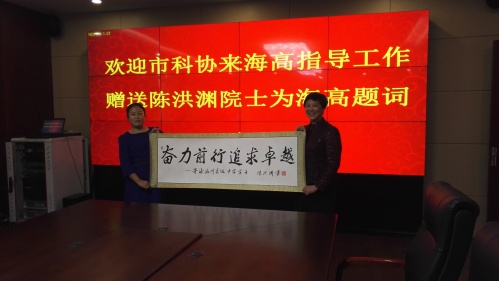 欢迎市科协来海高指导工作
赠送陈洪渊院士为海高题词
奋力前行追求卓越